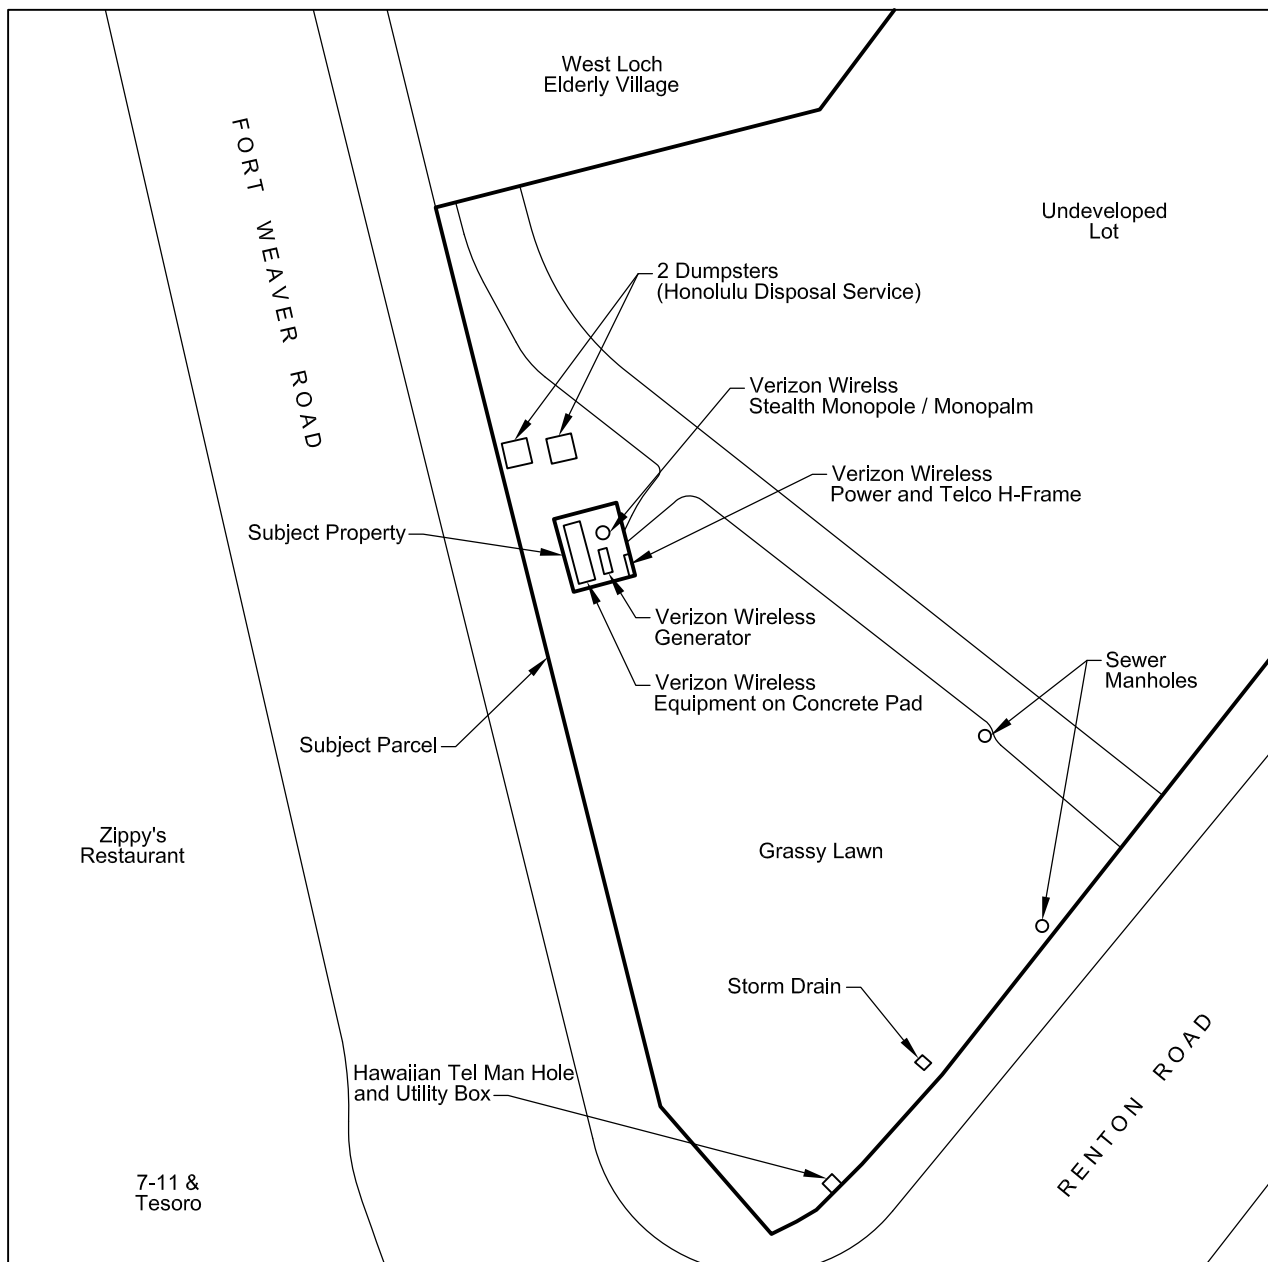 West Loch
Elderly Village
FORT WEAVER ROAD
Undeveloped
Lot
2 Dumpsters
(Honolulu Disposal Service)
Verizon Wirelss
Stealth Monopole / Monopalm
Verizon Wireless
Power and Telco H-Frame
Subject Property
Verizon Wireless
Generator
Sewer
Manholes
Verizon Wireless
Equipment on Concrete Pad
Subject Parcel
Zippy's
Restaurant
Grassy Lawn
Storm Drain
RENTON ROAD
Hawaiian Tel Man Hole
and Utility Box
7-11 &
Tesoro